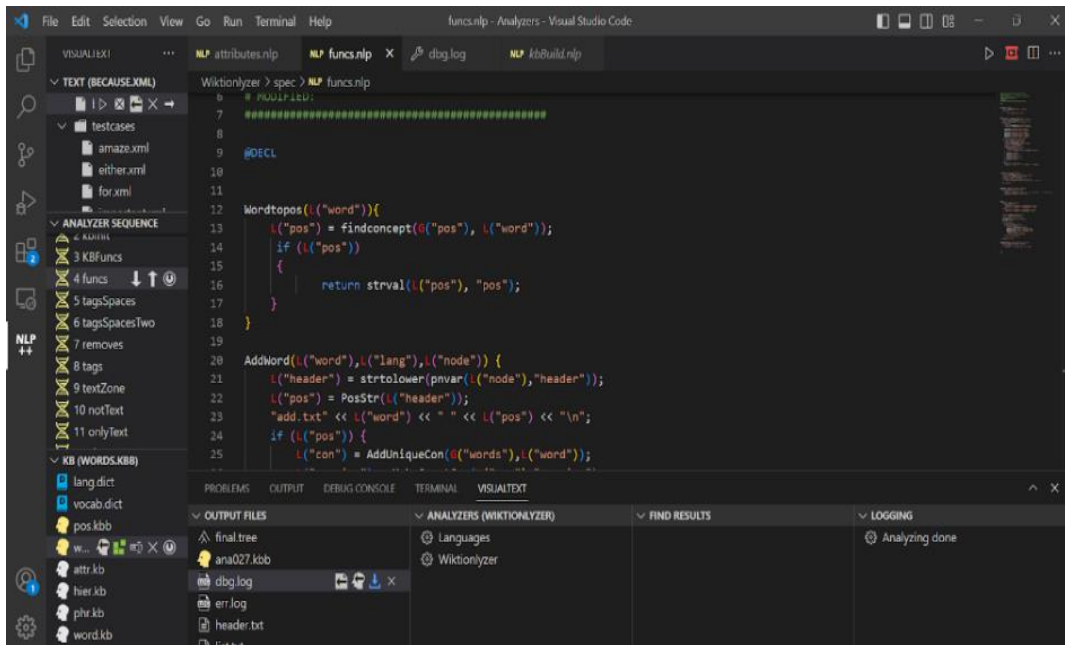 File Edit Selection View Go Run Terminal Help funcs.nlp - Analyzers - Visual Studio Code
VISUALTEXT ...
NLP attributes.nlp NLP funcs.nlp dbg.log NLP kbBuild.nlp
TEXT (BECAUSE.XML)
testcases
amaze.xml
either.xml
for.xml
ANALYZER SEQUENCE
3 KBFuncs
4 funcs
5 tagsSpaces
6 tagsSpacesTwo
7 removes
8 tags
9 textZone
10 notText
11 onlyText
NLP
++
2
1
KB (WORDS.KBB)
lang.dict
vocab.dict
pos.kbb
w...
attr.kb
hier.kb
phr.kb
word.kb
Wiktionlyzer > spec > NLP funcs.nlp
6 # MODIFIED:
7 ################################################
8
9 @DECL
10
11
12 Wordtopos(L("word")){
13 L("pos") = findconcept(G("pos"), L("word"));
14 if (L("pos"))
15 {
16 return strval(L("pos"), "pos");
17 }
18 }
19
20 AddWord(L("word"),L("lang"),L("node")) {
21 L("header") = strtolower(pnvar(L("node"),"header"));
22 L("pos") = PosStr(L("header"));
23 "add.txt" << L("word") << " " << L("pos") << "\n";
24 if (L("pos")) {
25 L("con") = AddUniqueCon(G("words"),L("word"));
PROBLEMS OUTPUT DEBUG CONSOLE TERMINAL VISUALTEXT
OUTPUT FILES
final.tree
ana027.kbb
dbg.log
err.log
header.txt
ANALYZERS (WIKTIONLYZER)
Languages
Wiktionlyzer
FIND RESULTS
LOGGING
Analyzing done